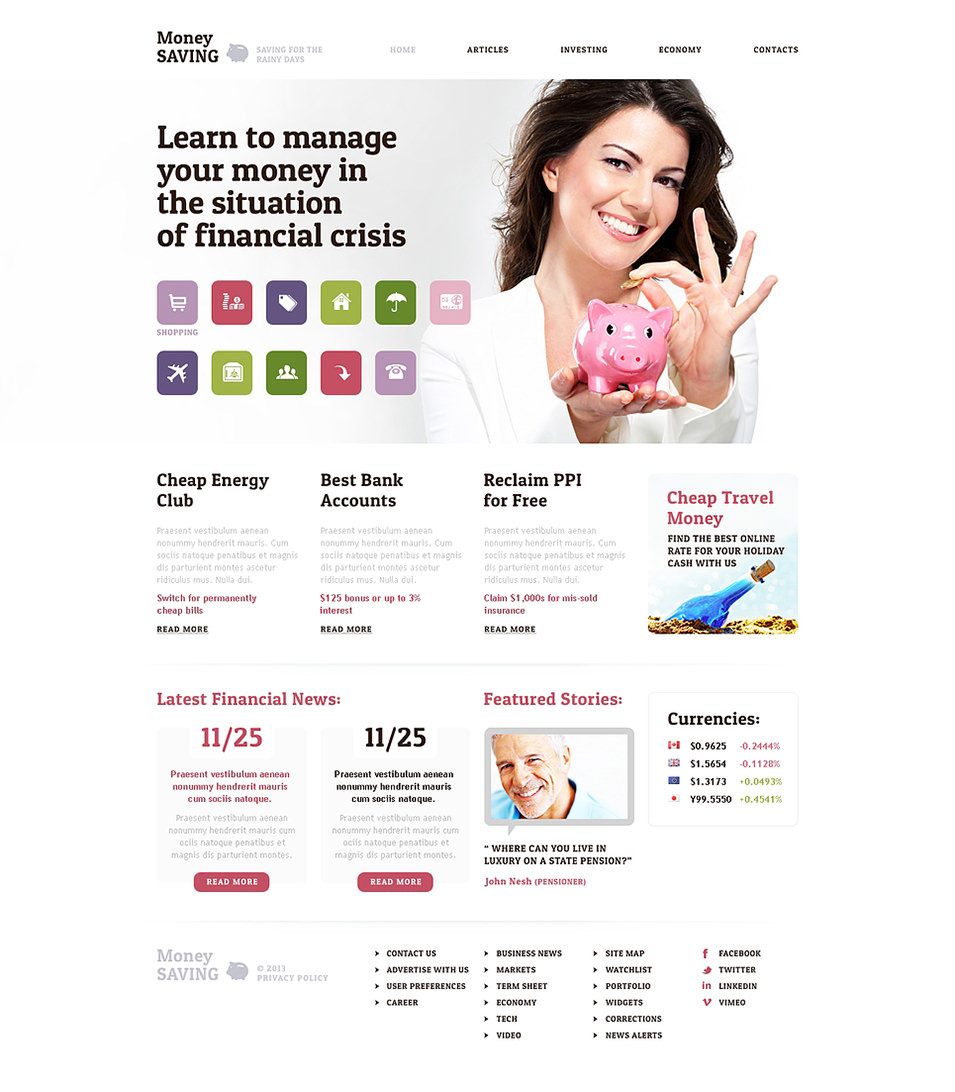 Money
SAVING
SAVING FOR THE
RAINY DAYS
HOME
ARTICLES
INVESTING
ECONOMY
CONTACTS
Learn to manage
your money in
the situation
of financial crisis
SHOPPING
Cheap Energy
Club
Praesent vestibulum aenean
nonummy hendrerit mauris. Cum
sociis natoque penatibus et magnis
dis parturient montes ascetur
ridiculus mus. Nulla dui.
Switch for permanently
cheap bills
READ MORE
Best Bank
Accounts
Praesent vestibulum aenean
nonummy hendrerit mauris. Cum
sociis natoque penatibus et magnis
dis parturient montes ascetur
ridiculus mus. Nulla dui.
$125 bonus or up to 3%
interest
READ MORE
Reclaim PPI
for Free
Praesent vestibulum aenean
nonummy hendrerit mauris. Cum
sociis natoque penatibus et magnis
dis parturient montes ascetur
ridiculus mus. Nulla dui.
Claim $1,000s for mis-sold
insurance
READ MORE
Cheap Travel
Money
FIND THE BEST ONLINE
RATE FOR YOUR HOLIDAY
CASH WITH US
Latest Financial News:
11/25
Praesent vestibulum aenean
nonummy hendrerit mauris
cum sociis natoque.
Praesent vestibulum aenean
nonummy hendrerit mauris cum
ociis natoque penatibus et
magnis dis parturient montes.
READ MORE
11/25
Praesent vestibulum aenean
nonummy hendrerit mauris
cum sociis natoque.
Praesent vestibulum aenean
nonummy hendrerit mauris cum
ociis natoque penatibus et
magnis dis parturient montes.
READ MORE
Featured Stories:
“ WHERE CAN YOU LIVE IN
LUXURY ON A STATE PENSION?”
John Nesh (PENSIONER)
Currencies:
$0.9625 -0.2444%
$1.5654 -0.1128%
$1.3173 +0.0493%
Y99.5550 +0.4541%
Money
SAVING
© 2013
PRIVACY POLICY
CONTACT US
ADVERTISE WITH US
USER PREFERENCES
CAREER
BUSINESS NEWS
MARKETS
TERM SHEET
ECONOMY
TECH
VIDEO
SITE MAP
WATCHLIST
PORTFOLIO
WIDGETS
CORRECTIONS
NEWS ALERTS
FACEBOOK
TWITTER
LINKEDIN
VIMEO